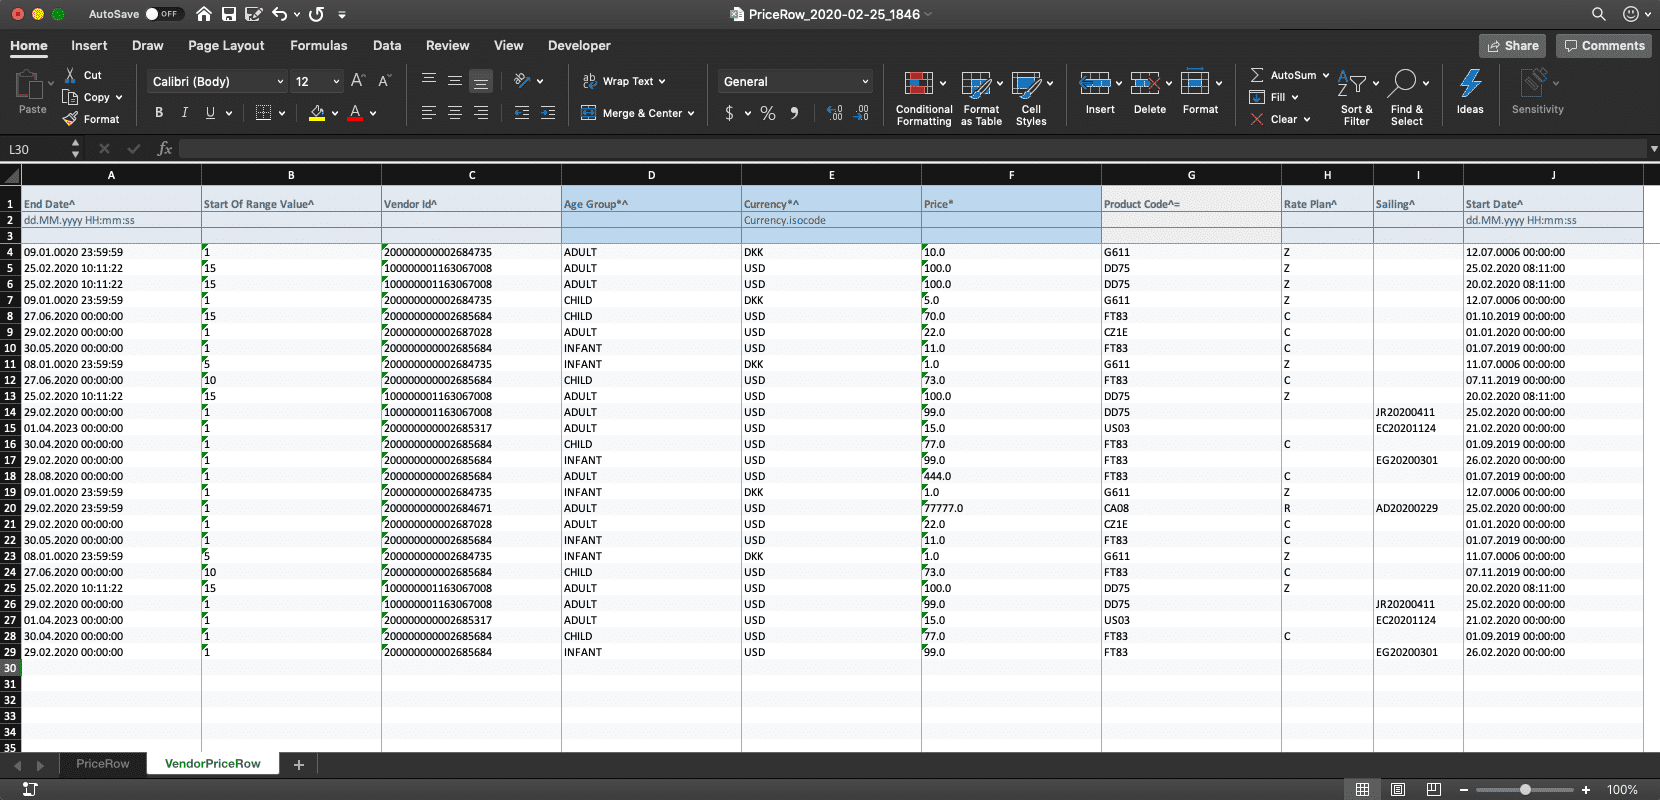 AutoSave OFF PriceRow_2020-02-25_1846
Home Insert Draw Page Layout Formulas Data Review View Developer Share Comments
Paste Cut Copy Format
Calibri (Body) 12 A A
B I U A
ab Wrap Text
Merge & Center
General
$ % 9 .00 .00
Conditional Formatting Format as Table Cell Styles
Insert Delete Format
AutoSum Fill Clear
Sort & Filter Find & Select Ideas Sensitivity
L30 fx
A B C D E F G H I J
1 End Date^ Start Of Range Value^ Vendor Id^ Age Group*^ Currency*^ Price* Product Code^= Rate Plan^ Sailing^ Start Date^
2 dd.MM.yyyy HH:mm:ss Currency.isocode dd.MM.yyyy HH:mm:ss
3
4 09.01.0020 23:59:59 1 200000000002684735 ADULT DKK 10.0 G611 Z 12.07.0006 00:00:00
5 25.02.2020 10:11:22 15 100000001163067008 ADULT USD 100.0 DD75 Z 25.02.2020 08:11:00
6 25.02.2020 10:11:22 15 100000001163067008 ADULT USD 100.0 DD75 Z 20.02.2020 08:11:00
7 09.01.0020 23:59:59 1 200000000002684735 CHILD DKK 5.0 G611 Z 12.07.0006 00:00:00
8 27.06.2020 00:00:00 15 200000000002685684 CHILD USD 70.0 FT83 C 01.10.2019 00:00:00
9 29.02.2020 00:00:00 1 200000000002687028 ADULT USD 22.0 CZ1E C 01.01.2020 00:00:00
10 30.05.2020 00:00:00 1 200000000002685684 INFANT USD 11.0 FT83 C 01.07.2019 00:00:00
11 08.01.0020 23:59:59 5 200000000002684735 INFANT DKK 1.0 G611 Z 11.07.0006 00:00:00
12 27.06.2020 00:00:00 10 200000000002685684 CHILD USD 73.0 FT83 C 07.11.2019 00:00:00
13 25.02.2020 10:11:22 15 100000001163067008 ADULT USD 100.0 DD75 Z 20.02.2020 08:11:00
14 29.02.2020 00:00:00 1 100000001163067008 ADULT USD 99.0 DD75 JR20200411 25.02.2020 00:00:00
15 01.04.2023 00:00:00 1 200000000002685317 ADULT USD 15.0 US03 EC20201124 21.02.2020 00:00:00
16 30.04.2020 00:00:00 1 200000000002685684 CHILD USD 77.0 FT83 C 01.09.2019 00:00:00
17 29.02.2020 00:00:00 1 200000000002685684 INFANT USD 99.0 FT83 EG20200301 26.02.2020 00:00:00
18 28.08.2020 00:00:00 1 200000000002685684 ADULT USD 444.0 FT83 C 01.07.2019 00:00:00
19 09.01.0020 23:59:59 1 200000000002684735 INFANT DKK 1.0 G611 Z 12.07.0006 00:00:00
20 29.02.2020 23:59:59 1 200000000002684671 ADULT USD 77777.0 CA08 R AD20200229 25.02.2020 00:00:00
21 29.02.2020 00:00:00 1 200000000002687028 ADULT USD 22.0 CZ1E C 01.01.2020 00:00:00
22 30.05.2020 00:00:00 1 200000000002685684 INFANT USD 11.0 FT83 C 01.07.2019 00:00:00
23 08.01.0020 23:59:59 5 200000000002684735 INFANT DKK 1.0 G611 Z 11.07.0006 00:00:00
24 27.06.2020 00:00:00 10 200000000002685684 CHILD USD 73.0 FT83 C 07.11.2019 00:00:00
25 25.02.2020 10:11:22 15 100000001163067008 ADULT USD 100.0 DD75 Z 20.02.2020 08:11:00
26 29.02.2020 00:00:00 1 100000001163067008 ADULT USD 99.0 DD75 JR20200411 25.02.2020 00:00:00
27 01.04.2023 00:00:00 1 200000000002685317 ADULT USD 15.0 US03 EC20201124 21.02.2020 00:00:00
28 30.04.2020 00:00:00 1 200000000002685684 CHILD USD 77.0 FT83 C 01.09.2019 00:00:00
29 29.02.2020 00:00:00 1 200000000002685684 INFANT USD 99.0 FT83 EG20200301 26.02.2020 00:00:00
30
31
32
33
34
35
PriceRow VendorPriceRow +
100%